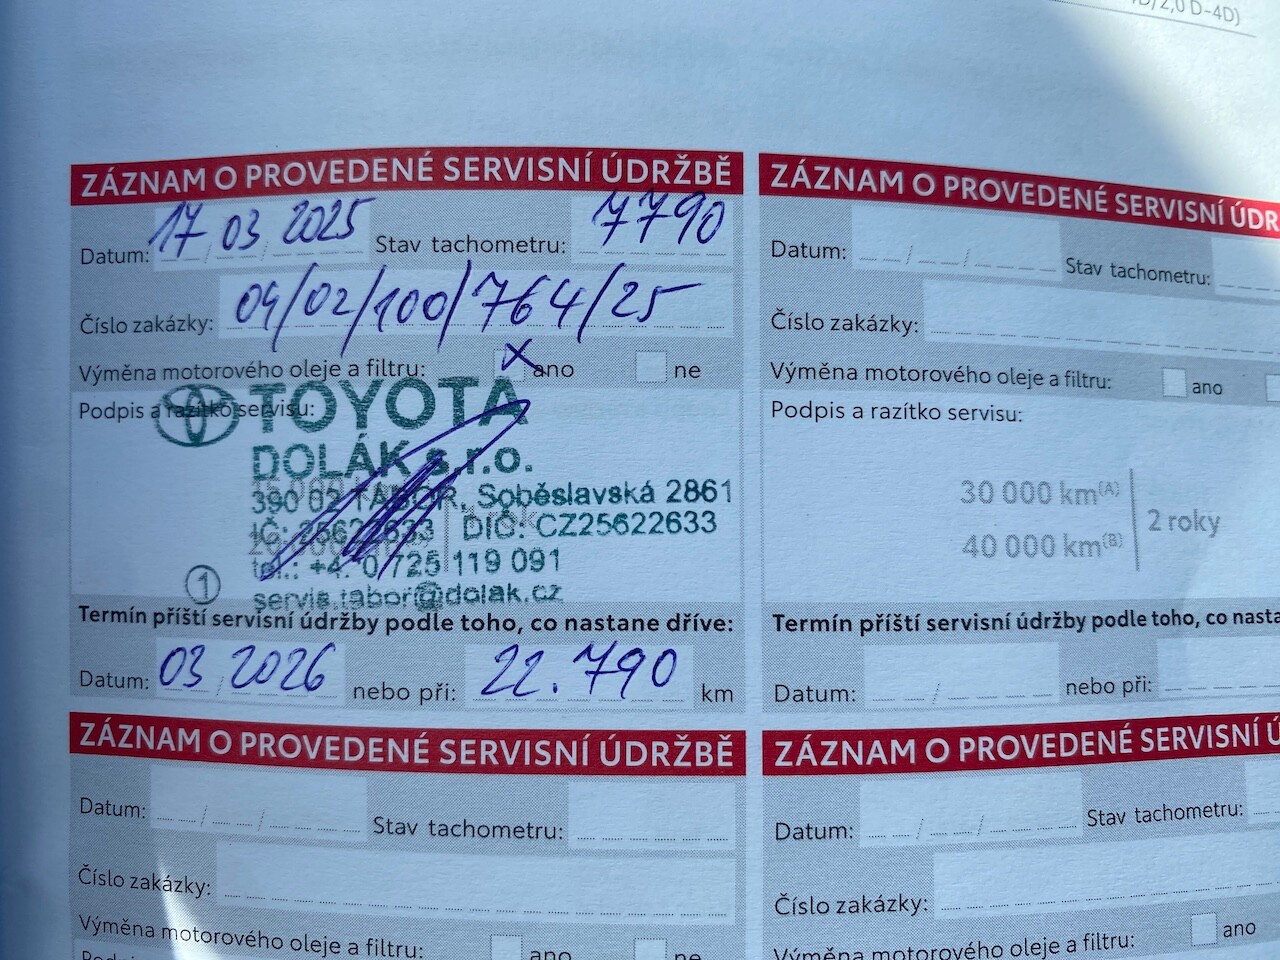 2,0 D-4D)
ZÁZNAM O PROVEDENÉ SERVISNÍ ÚDRŽBĚ
Datum: 17 / 03 / 2025 Stav tachometru: 7790
Číslo zakázky: 04/02/100/764/25
Výměna motorového oleje a filtru: x ano ne
Podpis a razítko servisu:
TOYOTA
DOLÁK s.r.o.
390 02 TÁBOR, Soběslavská 2861
IČ: 25622633 DIČ: CZ25622633
tel.: 725 119 091
1 servis.tabor@dolak.cz
Termín příští servisní údržby podle toho, co nastane dříve:
Datum: 03 / 2026 nebo při: 22.790 km
ZÁZNAM O PROVEDENÉ SERVISNÍ ÚDR
Datum: / / Stav tachometru:
Číslo zakázky:
Výměna motorového oleje a filtru: ano
Podpis a razítko servisu:
30 000 km(A)
40 000 km(B)
2 roky
Termín příští servisní údržby podle toho, co nasta
Datum: / nebo při:
ZÁZNAM O PROVEDENÉ SERVISNÍ ÚDRŽBĚ
Datum: / / Stav tachometru:
Číslo zakázky:
Výměna motorového oleje a filtru: ano ne
ZÁZNAM O PROVEDENÉ SERVISNÍ Ú
Datum: / / Stav tachometru:
Číslo zakázky:
Výměna motorového oleje a filtru: ano